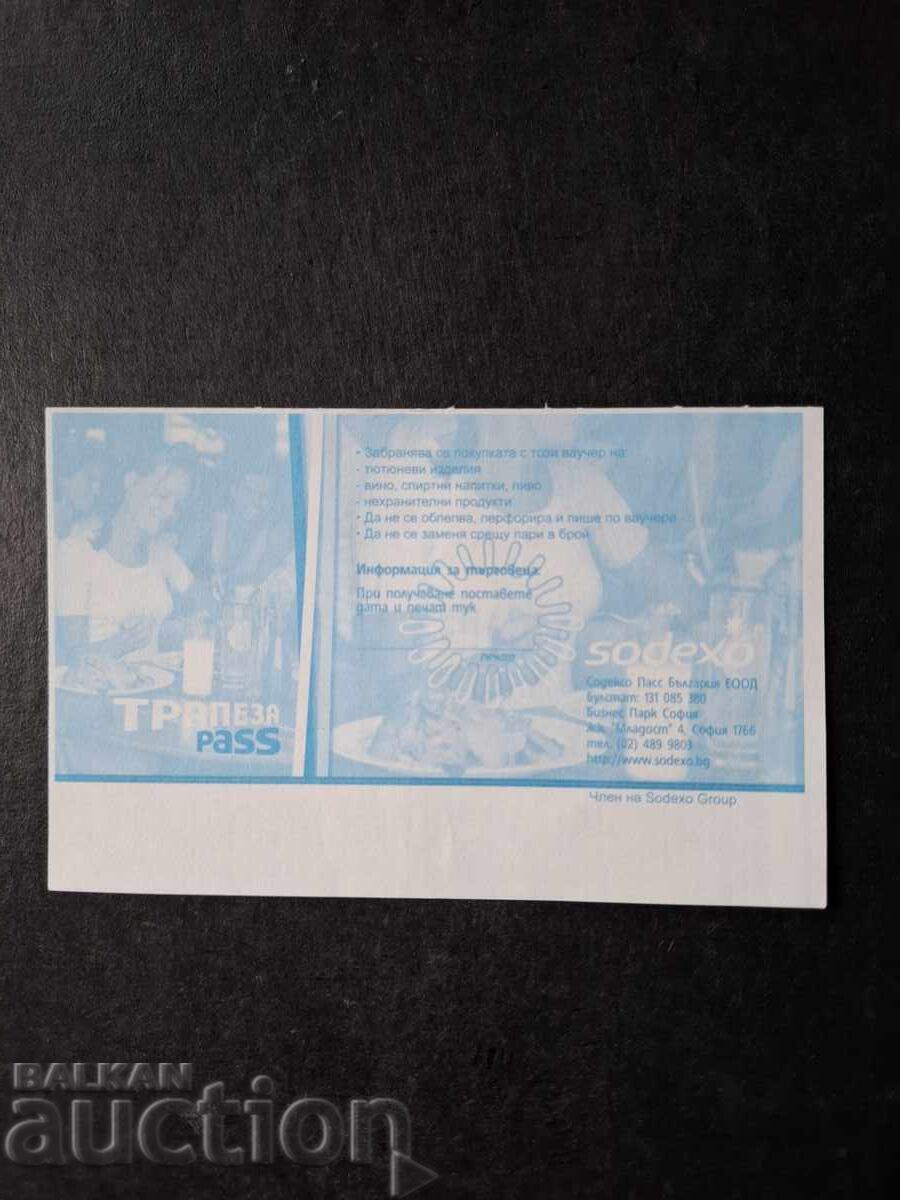 • Забранява се покупката с този ваучер на:
- тютюневи изделия
- вино, спиртни напитки, пиво
- нехранителни продукти
• Да не се облепва, перфорира и пише по ваучера
• Да не се заменя срещу пари в брой
Информация за търговеца:
При получаване поставете
дата и печат тук
печат
ТРАПЕЗА
Pass
sodexo
Содексо Пасс България ЕООД
Булстат: 131 085 380
Бизнес Парк София
Жк. "Младост" 4, София 1766
тел. (02) 489 9803
http://www.sodexo.bg
Член на Sodexo Group
BALKAN
auction